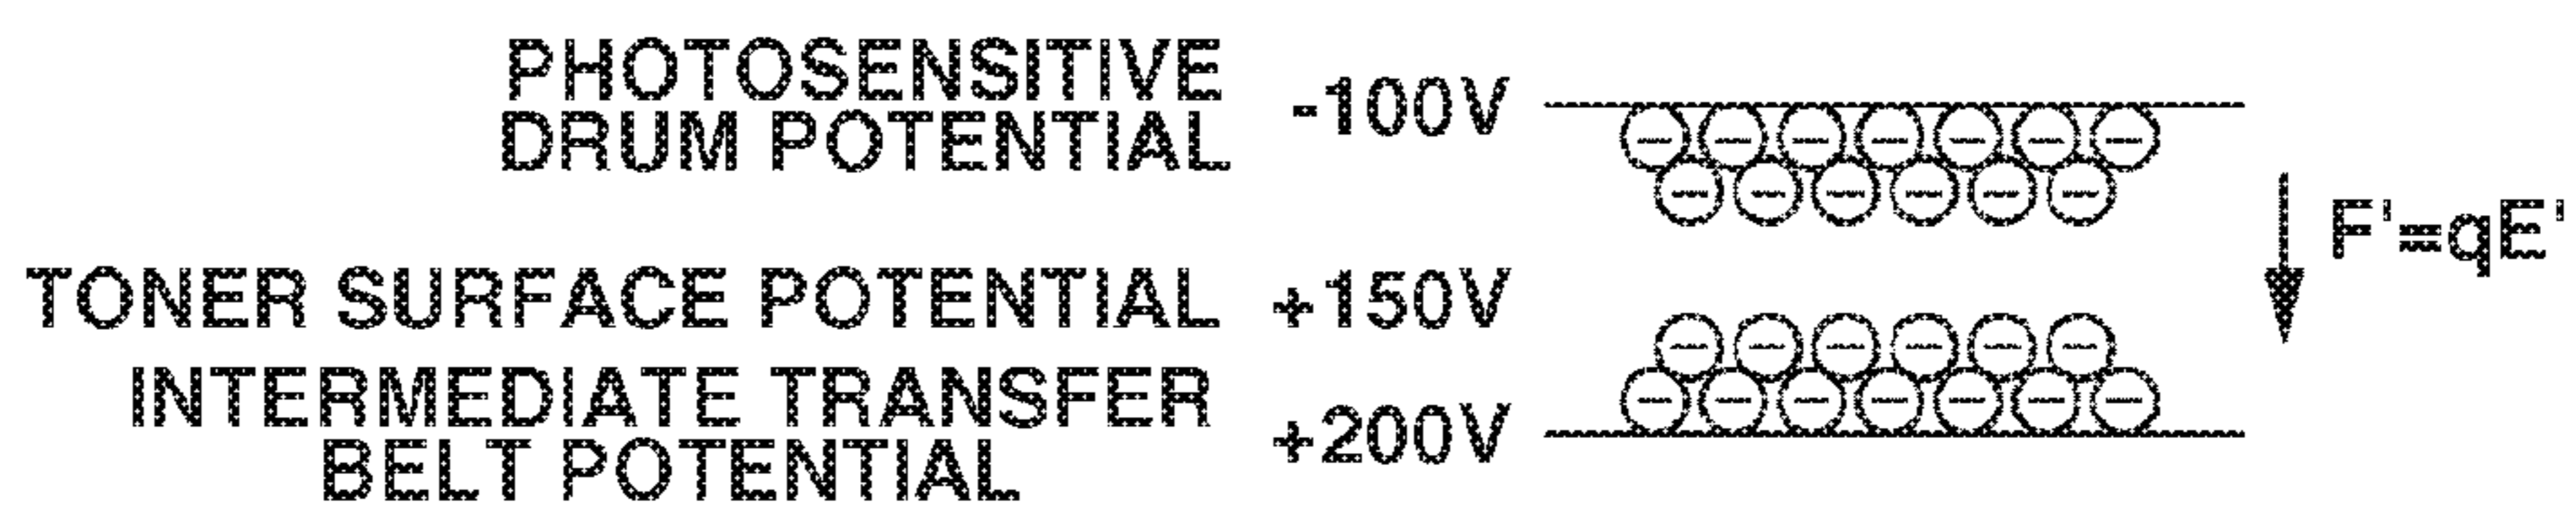 PHOTOSENSITIVE
DRUM POTENTIAL -100V
TONER SURFACE POTENTIAL +150V
INTERMEDIATE TRANSFER
BELT POTENTIAL +200V
F'=qE'